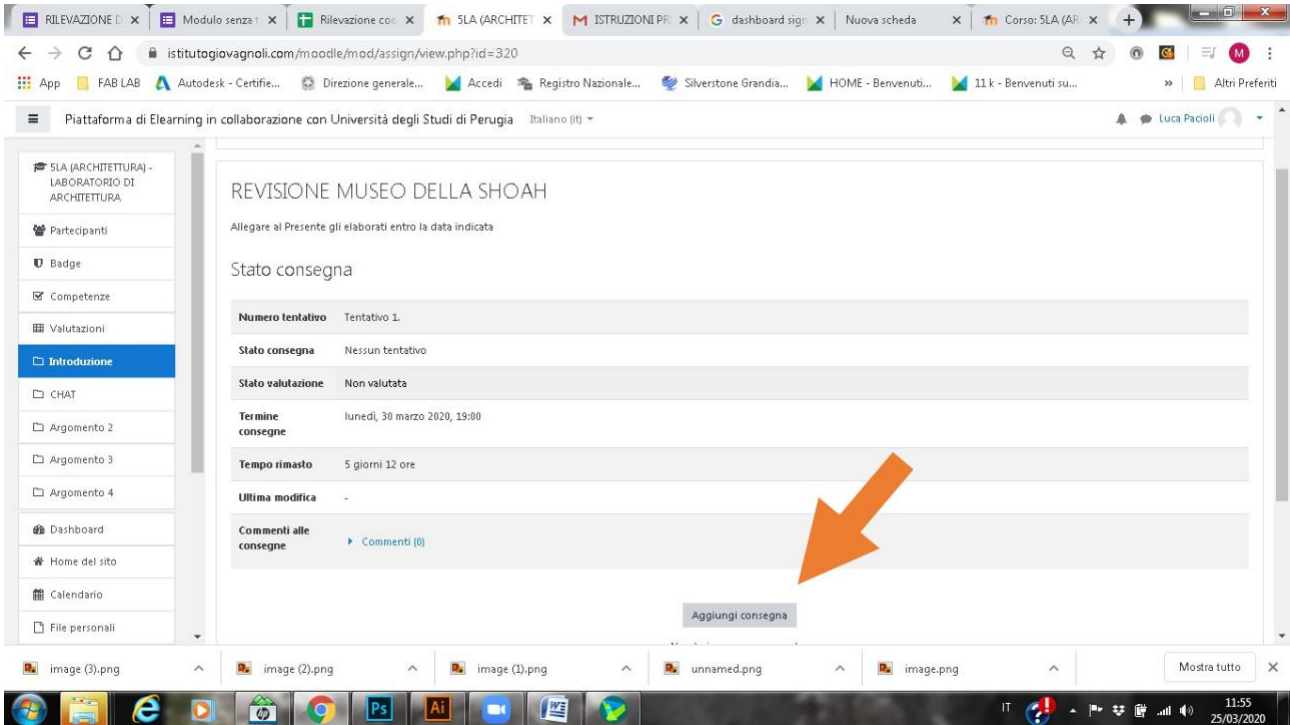 RILEVAZIONE D
Modulo senza t
Rilevazione coo
5LA (ARCHITET
ISTRUZIONI PR
dashboard sign
Nuova scheda
Corso: 5LA (AR
istitutogiovagnoli.com/moodle/mod/assign/view.php?id=320
App
FAB LAB
Autodesk - Certifie...
Direzione generale...
Accedi
Registro Nazionale...
Silverstone Grandia...
HOME - Benvenuti...
11 k - Benvenuti su...
»
Altri Preferiti
Piattaforma di Elearning in collaborazione con Università degli Studi di Perugia
Italiano (it)
Luca Pacioli
5LA (ARCHITETTURA) -
LABORATORIO DI
ARCHITETTURA
Partecipanti
Badge
Competenze
Valutazioni
Introduzione
CHAT
Argomento 2
Argomento 3
Argomento 4
Dashboard
Home del sito
Calendario
File personali
REVISIONE MUSEO DELLA SHOAH
Allegare al Presente gli elaborati entro la data indicata
Stato consegna
Numero tentativo Tentativo 1.
Stato consegna Nessun tentativo
Stato valutazione Non valutata
Termine lunedì, 30 marzo 2020, 19:00
consegne
Tempo rimasto 5 giorni 12 ore
Ultima modifica -
Commenti alle
consegne Commenti (0)
Aggiungi consegna
image (3).png
image (2).png
image (1).png
unnamed.png
image.png
Mostra tutto
Ps
Ai
IT
11:55
25/03/2020